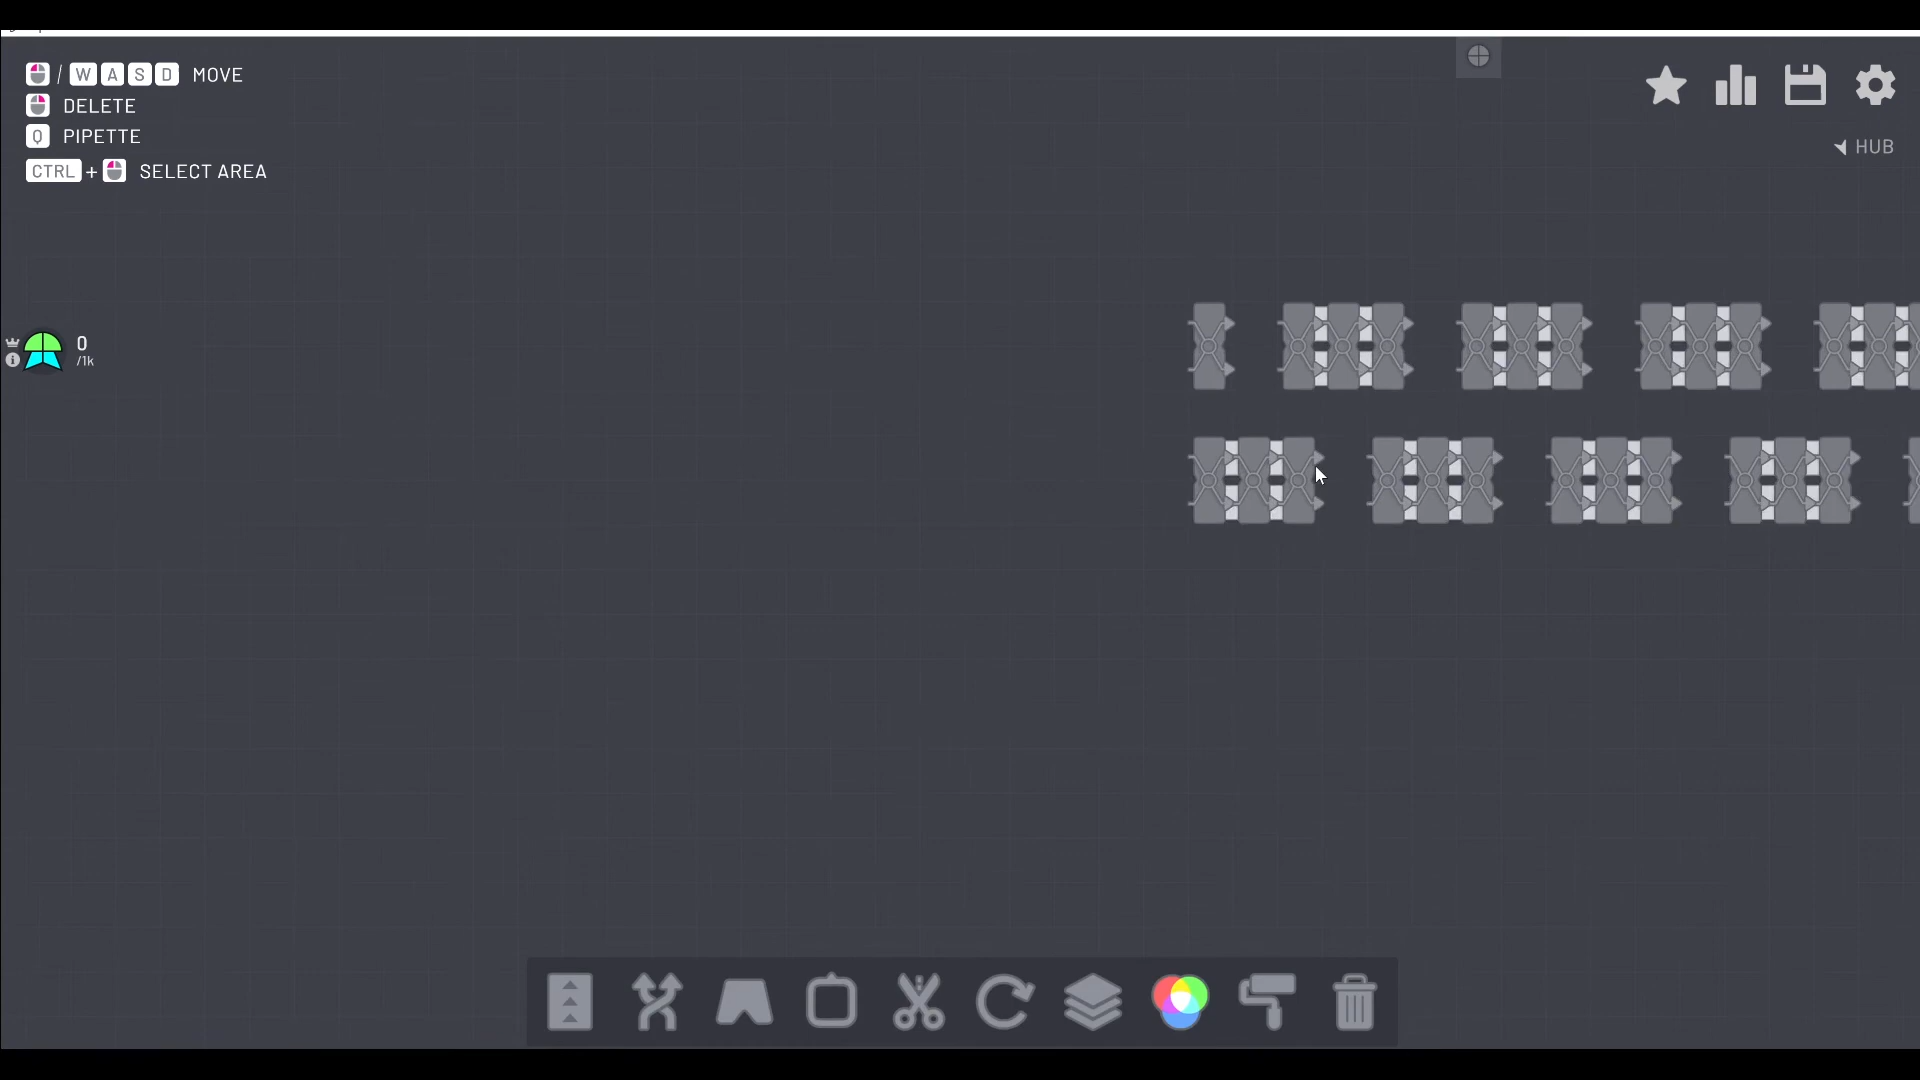 / W A S D MOVE
DELETE
Q PIPETTE
CTRL + SELECT AREA
HUB
0
/1k